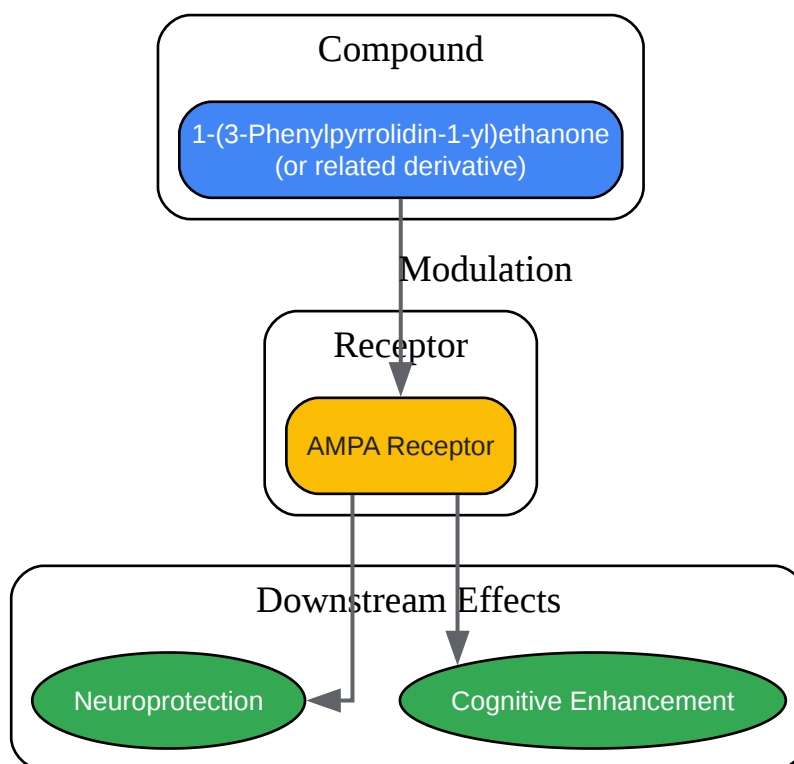 Compound
1-(3-Phenylpyrrolidin-1-yl)ethanone
(or related derivative)
Modulation
Receptor
AMPA Receptor
Downstream Effects
Neuroprotection
Cognitive Enhancement